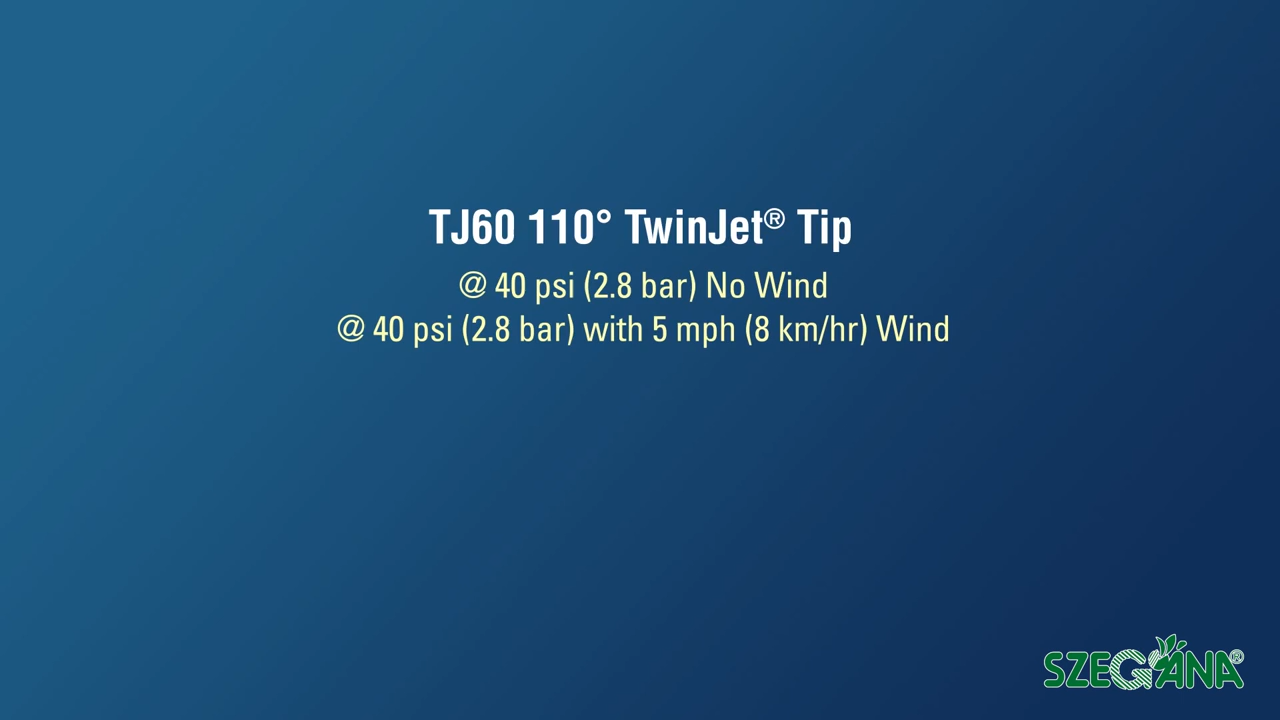 TJ60 110° TwinJet® Tip
@ 40 psi (2.8 bar) No Wind
@ 40 psi (2.8 bar) with 5 mph (8 km/hr) Wind
SZEGÁNA®